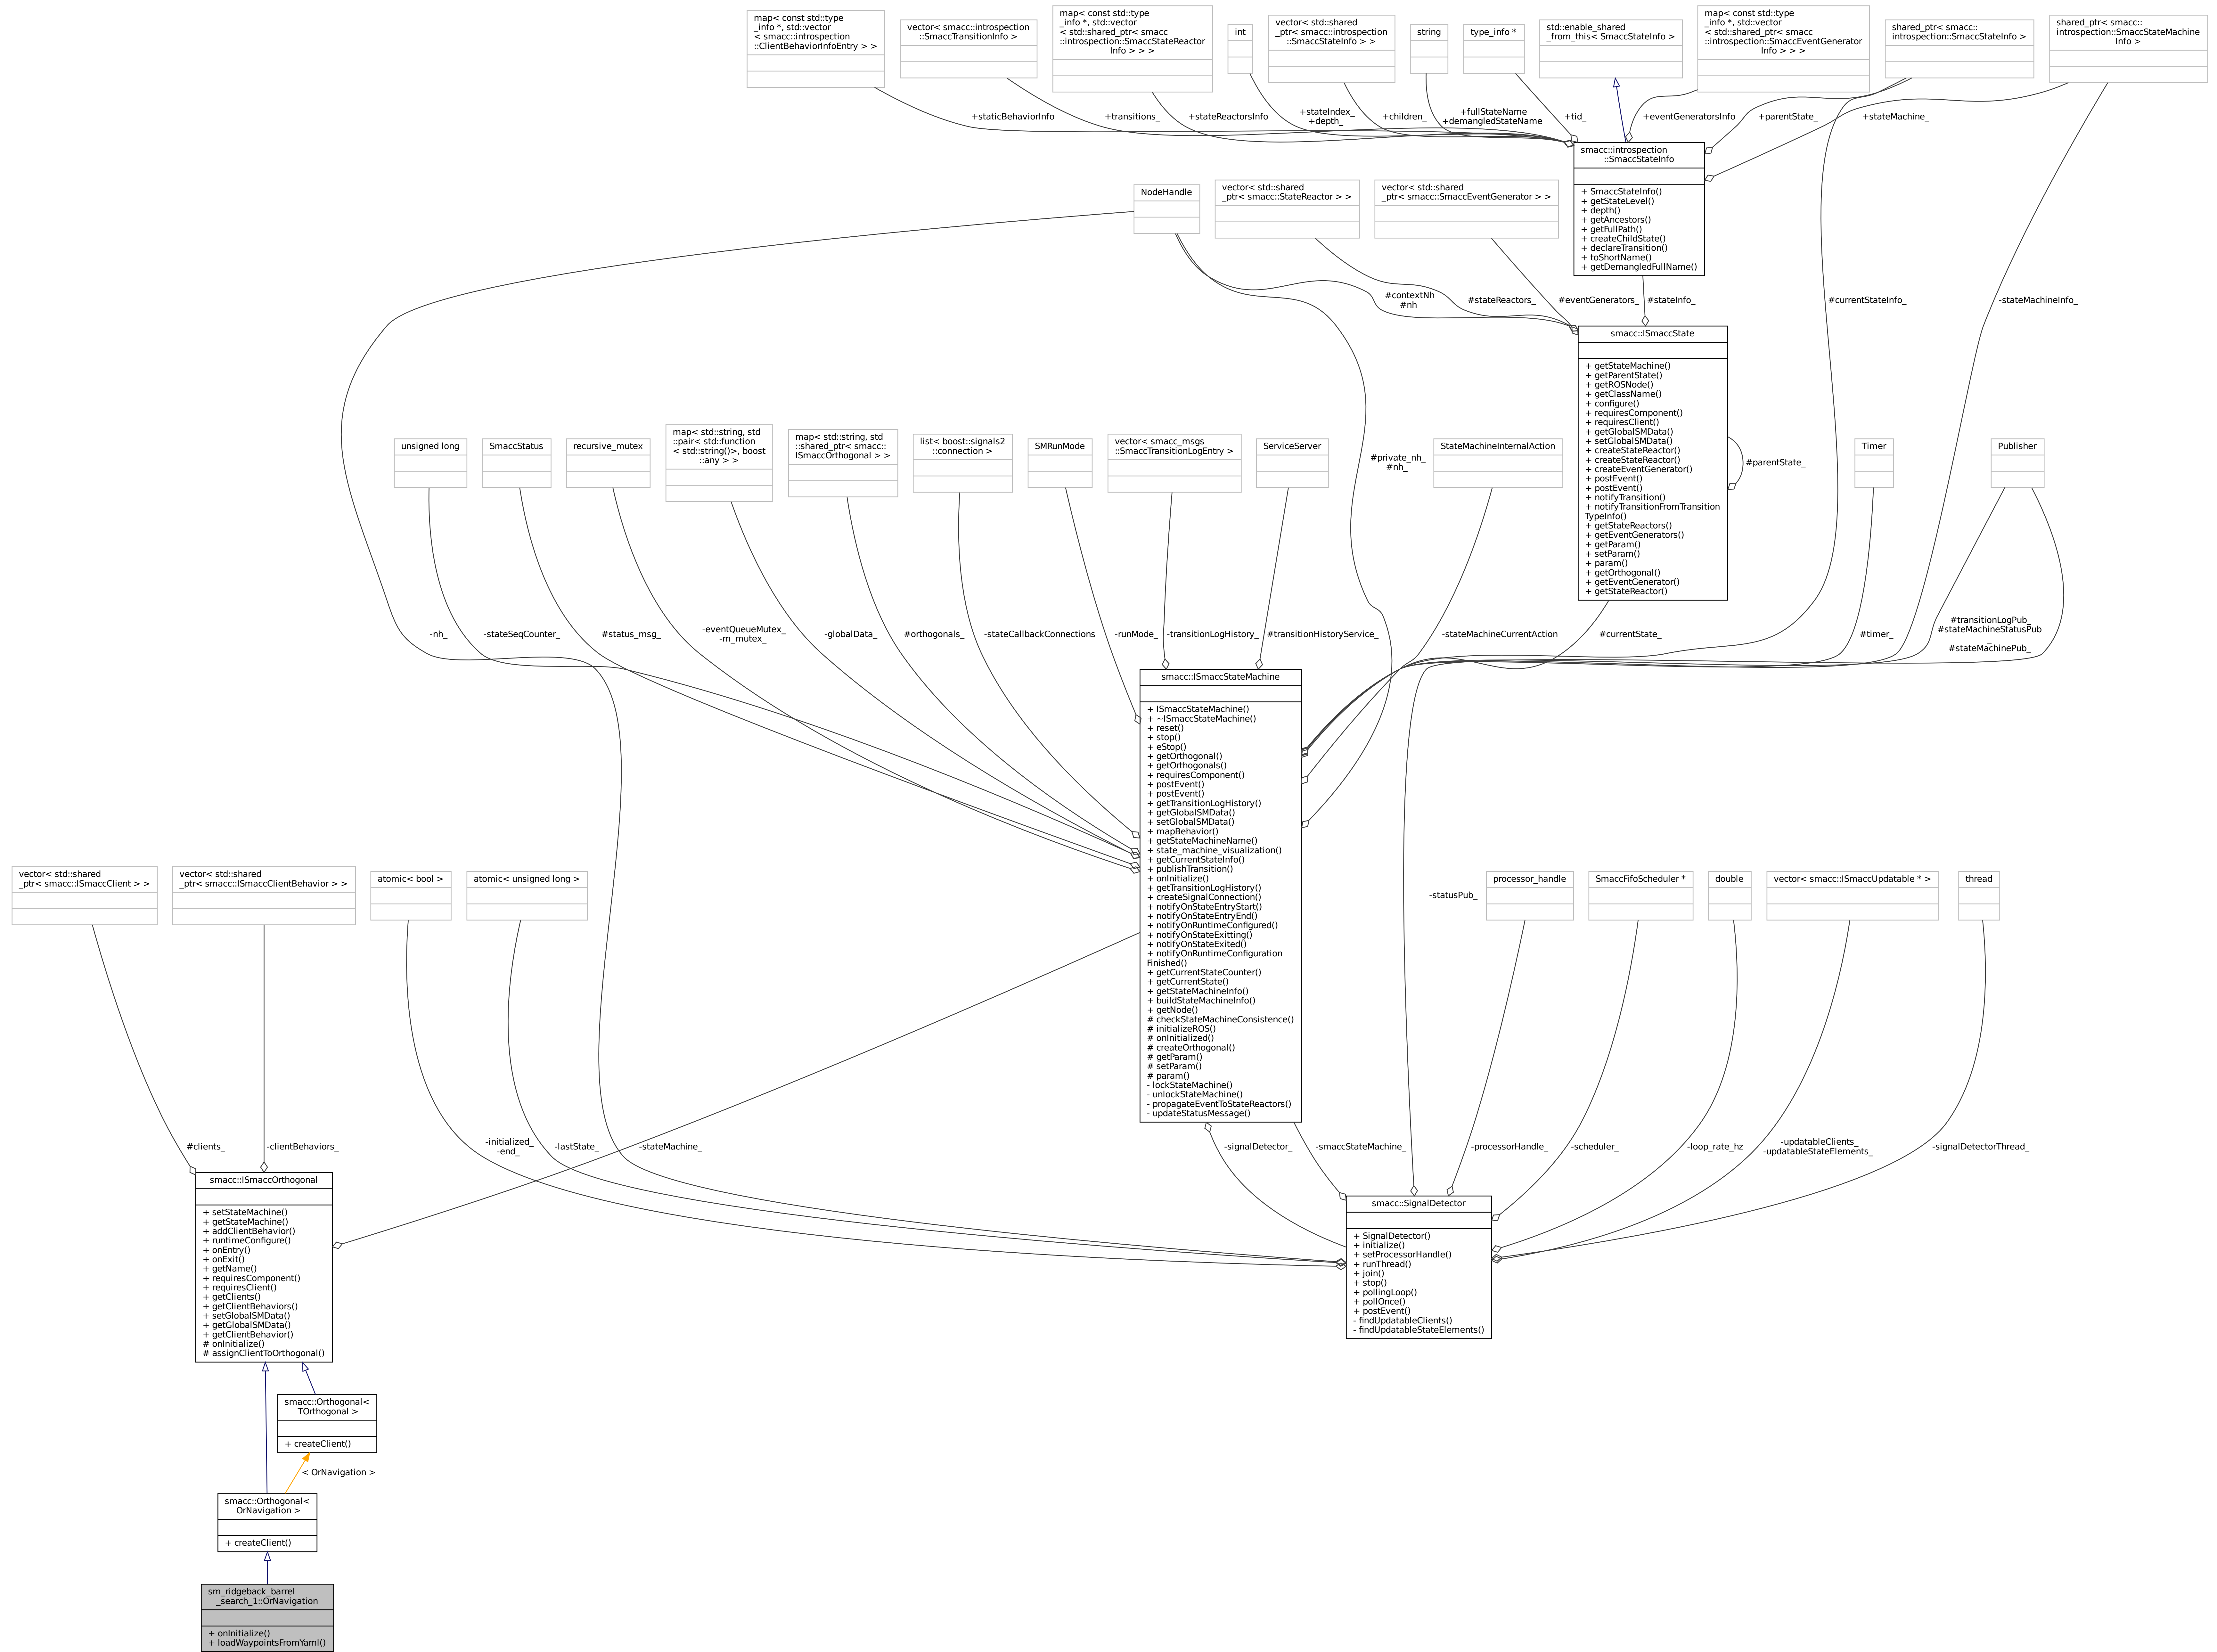 map< const std::type
_info *, std::vector
< smacc::introspection
::ClientBehaviorInfoEntry > >
vector< smacc::introspection
::SmaccTransitionInfo >
map< const std::type
_info *, std::vector
< std::shared_ptr< smacc
::introspection::SmaccStateReactor
Info > > >
int
vector< std::shared
_ptr< smacc::introspection
::SmaccStateInfo > >
string
type_info *
std::enable_shared
_from_this< SmaccStateInfo >
map< const std::type
_info *, std::vector
< std::shared_ptr< smacc
::introspection::SmaccEventGenerator
Info > > >
shared_ptr< smacc::
introspection::SmaccStateInfo >
shared_ptr< smacc::
introspection::SmaccStateMachine
Info >
+staticBehaviorInfo
+transitions_
+stateReactorsInfo
+stateIndex_
+depth_
+children_
+fullStateName
+demangledStateName
+tid_
+eventGeneratorsInfo
+parentState_
+stateMachine_
smacc::introspection
::SmaccStateInfo
+ SmaccStateInfo()
+ getStateLevel()
+ depth()
+ getAncestors()
+ getFullPath()
+ createChildState()
+ declareTransition()
+ toShortName()
+ getDemangledFullName()
NodeHandle
vector< std::shared
_ptr< smacc::StateReactor > >
vector< std::shared
_ptr< smacc::SmaccEventGenerator > >
#contextNh
#nh
#stateReactors_
#eventGenerators_
#stateInfo_
#currentStateInfo_
-stateMachineInfo_
smacc::ISmaccState
+ getStateMachine()
+ getParentState()
+ getROSNode()
+ getClassName()
+ configure()
+ requiresComponent()
+ requiresClient()
+ getGlobalSMData()
+ setGlobalSMData()
+ createStateReactor()
+ createStateReactor()
+ createEventGenerator()
+ postEvent()
+ postEvent()
+ notifyTransition()
+ notifyTransitionFromTransition
TypeInfo()
+ getStateReactors()
+ getEventGenerators()
+ getParam()
+ setParam()
+ param()
+ getOrthogonal()
+ getEventGenerator()
+ getStateReactor()
#parentState_
unsigned long
SmaccStatus
recursive_mutex
map< std::string, std
::pair< std::function
< std::string()>, boost
::any > >
map< std::string, std
::shared_ptr< smacc::
ISmaccOrthogonal > >
list< boost::signals2
::connection >
SMRunMode
vector< smacc_msgs
::SmaccTransitionLogEntry >
ServiceServer
#private_nh_
#nh_
StateMachineInternalAction
Timer
Publisher
-nh_
-stateSeqCounter_
#status_msg_
-eventQueueMutex_
-m_mutex_
-globalData_
#orthogonals_
-stateCallbackConnections
-runMode_
-transitionLogHistory_
#transitionHistoryService_
-stateMachineCurrentAction
#currentState_
#timer_
#transitionLogPub_
#stateMachineStatusPub
_
#stateMachinePub_
smacc::ISmaccStateMachine
+ ISmaccStateMachine()
+ ~ISmaccStateMachine()
+ reset()
+ stop()
+ eStop()
+ getOrthogonal()
+ getOrthogonals()
+ requiresComponent()
+ postEvent()
+ postEvent()
+ getTransitionLogHistory()
+ getGlobalSMData()
+ setGlobalSMData()
+ mapBehavior()
+ getStateMachineName()
+ state_machine_visualization()
+ getCurrentStateInfo()
+ publishTransition()
+ onInitialize()
+ getTransitionLogHistory()
+ createSignalConnection()
+ notifyOnStateEntryStart()
+ notifyOnStateEntryEnd()
+ notifyOnRuntimeConfigured()
+ notifyOnStateExitting()
+ notifyOnStateExited()
+ notifyOnRuntimeConfiguration
Finished()
+ getCurrentStateCounter()
+ getCurrentState()
+ getStateMachineInfo()
+ buildStateMachineInfo()
+ getNode()
# checkStateMachineConsistence()
# initializeROS()
# onInitialized()
# createOrthogonal()
# getParam()
# setParam()
# param()
- lockStateMachine()
- unlockStateMachine()
- propagateEventToStateReactors()
- updateStatusMessage()
vector< std::shared
_ptr< smacc::ISmaccClient > >
vector< std::shared
_ptr< smacc::ISmaccClientBehavior > >
atomic< bool >
atomic< unsigned long >
-statusPub_
processor_handle
SmaccFifoScheduler *
double
vector< smacc::ISmaccUpdatable * >
thread
#clients_
-clientBehaviors_
-initialized_
-end_
-lastState_
-stateMachine_
-signalDetector_
-smaccStateMachine_
-processorHandle_
-scheduler_
-loop_rate_hz
-updatableClients_
-updatableStateElements_
-signalDetectorThread_
smacc::ISmaccOrthogonal
+ setStateMachine()
+ getStateMachine()
+ addClientBehavior()
+ runtimeConfigure()
+ onEntry()
+ onExit()
+ getName()
+ requiresComponent()
+ requiresClient()
+ getClients()
+ getClientBehaviors()
+ setGlobalSMData()
+ getGlobalSMData()
+ getClientBehavior()
# onInitialize()
# assignClientToOrthogonal()
smacc::SignalDetector
+ SignalDetector()
+ initialize()
+ setProcessorHandle()
+ runThread()
+ join()
+ stop()
+ pollingLoop()
+ pollOnce()
+ postEvent()
- findUpdatableClients()
- findUpdatableStateElements()
smacc::Orthogonal<
TOrthogonal >
+ createClient()
< OrNavigation >
smacc::Orthogonal<
OrNavigation >
+ createClient()
sm_ridgeback_barrel
_search_1::OrNavigation
+ onInitialize()
+ loadWaypointsFromYaml()